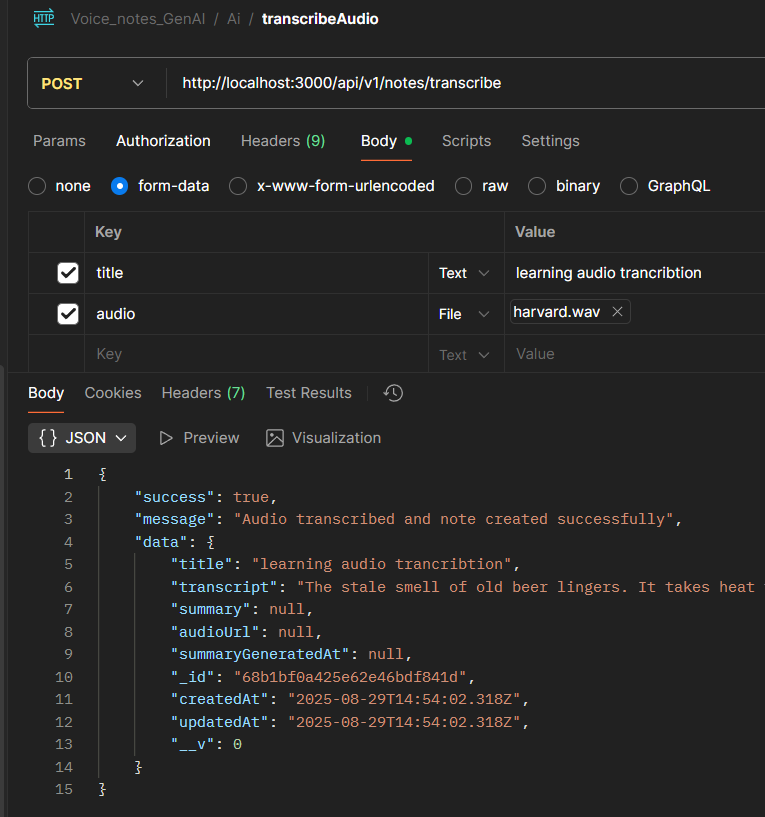 HTTP Voice_notes_GenAI / Ai / transcribeAudio
POST http://localhost:3000/api/v1/notes/transcribe
Params Authorization Headers (9) Body Scripts Settings
none form-data x-www-form-urlencoded raw binary GraphQL
Key Value
title Text learning audio trancribtion
audio File harvard.wav
Key Text Value
Body Cookies Headers (7) Test Results
{} JSON Preview Visualization
1 {
2 "success": true,
3 "message": "Audio transcribed and note created successfully",
4 "data": {
5 "title": "learning audio trancribtion",
6 "transcript": "The stale smell of old beer lingers. It takes heat
7 "summary": null,
8 "audioUrl": null,
9 "summaryGeneratedAt": null,
10 "_id": "68b1bf0a425e62e46bdf841d",
11 "createdAt": "2025-08-29T14:54:02.318Z",
12 "updatedAt": "2025-08-29T14:54:02.318Z",
13 "__v": 0
14 }
15 }